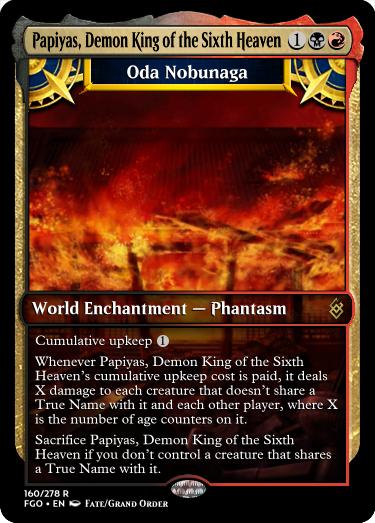 Papiyas, Demon King of the Sixth Heaven 1
Oda Nobunaga
World Enchantment — Phantasm
Cumulative upkeep 1
Whenever Papiyas, Demon King of the Sixth
Heaven's cumulative upkeep cost is paid, it deals
X damage to each creature that doesn't share a
True Name with it and each other player, where X
is the number of age counters on it.
Sacrifice Papiyas, Demon King of the Sixth
Heaven if you don't control a creature that shares
a True Name with it.
160/278 R
FGO • EN Fate/Grand Order